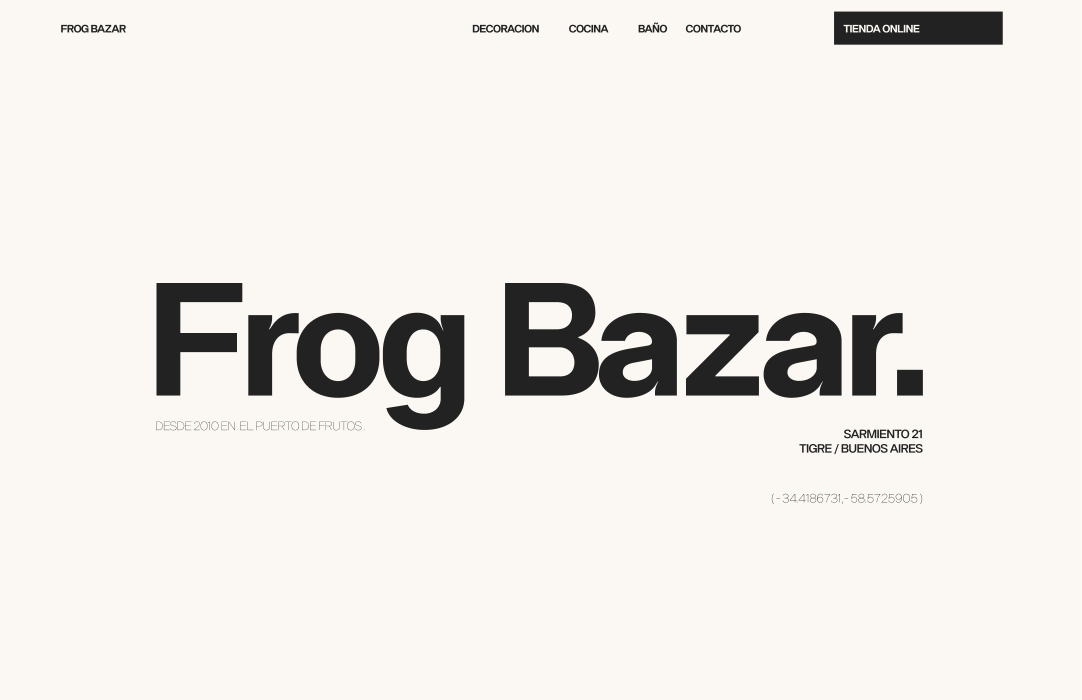 FROG BAZAR
DECORACION COCINA BAÑO CONTACTO
TIENDA ONLINE
Frog Bazar.
DESDE 2010 EN EL PUERTO DE FRUTOS.
SARMIENTO 21
TIGRE / BUENOS AIRES
(-34.4186731,-58.5725905)